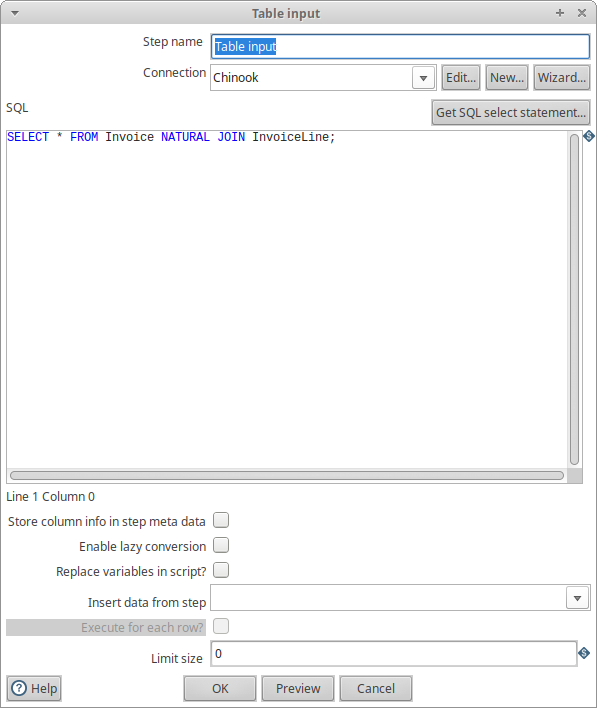 Table input
Step name Table input
Connection Chinook Edit... New... Wizard...
SQL Get SQL select statement...
SELECT * FROM Invoice NATURAL JOIN InvoiceLine;
Line 1 Column 0
Store column info in step meta data
Enable lazy conversion
Replace variables in script?
Insert data from step
Execute for each row?
Limit size 0
Help OK Preview Cancel